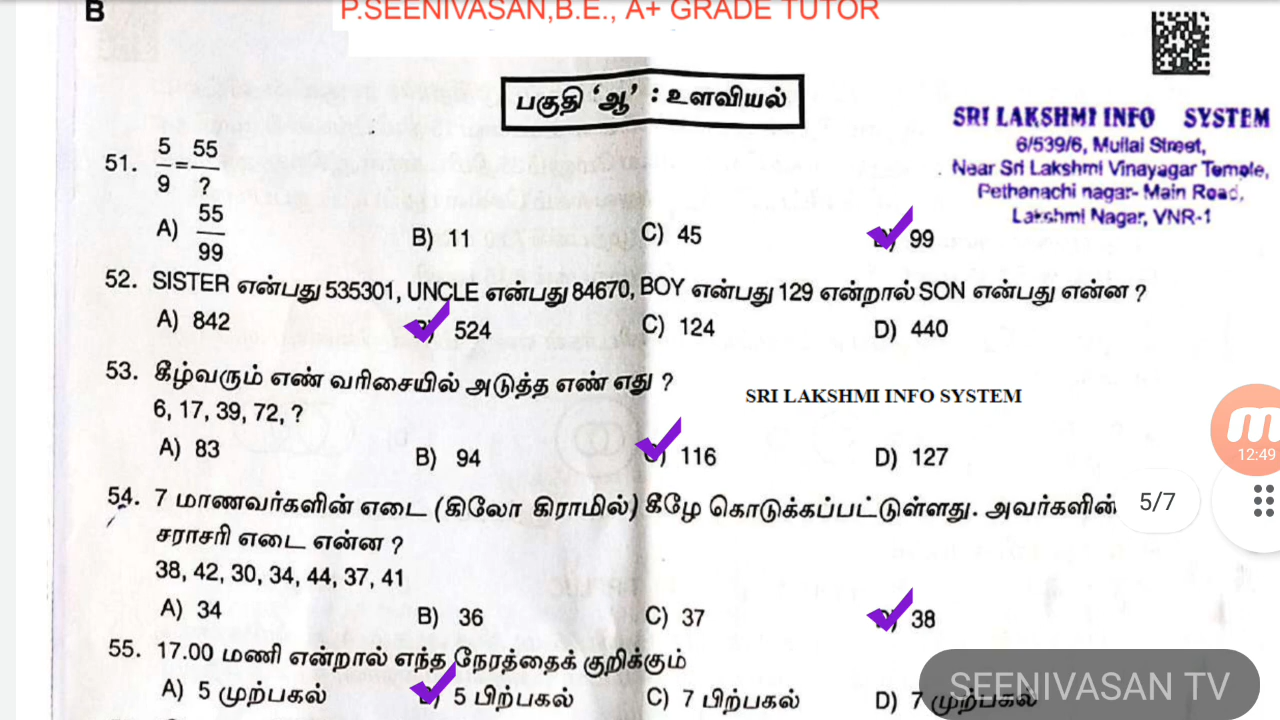 B
P.SEENIVASAN,B.E., A+ GRADE TUTOR
பகுதி 'ஆ' : உளவியல்
SRI LAKSHMI INFO SYSTEM
6/539/6, Mullai Street,
Near Sri Lakshmi Vinayagar Temple,
Pethanachi nagar- Main Road,
Lakshmi Nagar, VNR-1
51. 5/9 = 55/?
A) 55/99 B) 11 C) 45 D) 99
52. SISTER என்பது 535301, UNCLE என்பது 84670, BOY என்பது 129 என்றால் SON என்பது என்ன ?
A) 842 B) 524 C) 124 D) 440
53. கீழ்வரும் எண் வரிசையில் அடுத்த எண் எது ?
SRI LAKSHMI INFO SYSTEM
6, 17, 39, 72, ?
A) 83 B) 94 C) 116 D) 127
12:49
54. 7 மாணவர்களின் எடை (கிலோ கிராமில்) கீழே கொடுக்கப்பட்டுள்ளது. அவர்களின்
5/7
சராசரி எடை என்ன ?
38, 42, 30, 34, 44, 37, 41
A) 34 B) 36 C) 37 D) 38
55. 17.00 மணி என்றால் எந்த நேரத்தைக் குறிக்கும்
A) 5 முற்பகல் B) 5 பிற்பகல் C) 7 பிற்பகல் D) 7 முற்பகல்
SEENIVASAN TV